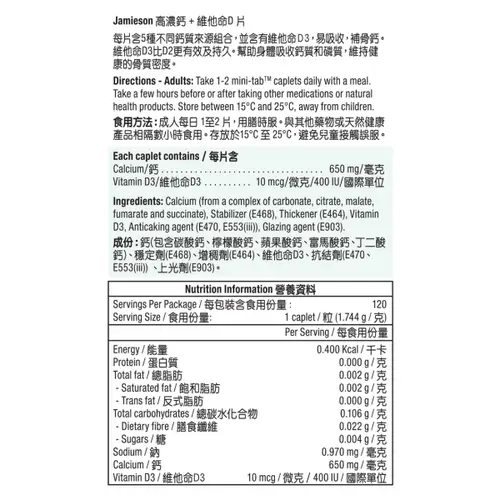 Jamieson 高濃鈣 + 維他命D 片
每片含5種不同鈣質來源組合，並含有維他命D3，易吸收，補骨鈣。
維他命D3比D2更有效及持久。幫助身體吸收鈣質和磷質，維持健
康的骨質密度。
Directions - Adults: Take 1-2 mini-tab™ caplets daily with a meal.
Take a few hours before or after taking other medications or natural
health products. Store between 15°C and 25°C, away from children.
食用方法：成人每日1至2片，用膳時服。與其他藥物或天然健康
產品相隔數小時食用。存放於15°C至 25°C，避免兒童接觸誤服。
Each caplet contains / 每片含
Calcium/鈣 . . . . . . . . . . . . . . . . . . . . . . . . . . . . . . . . . 650 mg/毫克
Vitamin D3/維他命D3 . . . . . . . . . . 10 mcg/微克/400 IU/國際單位
Ingredients: Calcium (from a complex of carbonate, citrate, malate,
fumarate and succinate), Stabilizer (E468), Thickener (E464), Vitamin
D3, Anticaking agent (E470, E553(iii)), Glazing agent (E903).
成份：鈣(包含碳酸鈣、檸檬酸鈣、蘋果酸鈣、富馬酸鈣、丁二酸
鈣)、穩定劑(E468)、增稠劑(E464)、維他命D3、抗結劑(E470、
E553(iii)) 、上光劑(E903)。
Nutrition Information 營養資料
Servings Per Package / 每包裝含食用份量： 120
Serving Size / 食用份量： 1 caplet / 粒 (1.744 g / 克)
Per Serving / 每食用份量
Energy / 能量 0.400 Kcal / 千卡
Protein / 蛋白質 0.000 g / 克
Total fat / 總脂肪 0.002 g / 克
- Saturated fat / 飽和脂肪 0.002 g / 克
- Trans fat / 反式脂肪 0.000 g / 克
Total carbohydrates / 總碳水化合物 0.106 g / 克
- Dietary fibre / 膳食纖維 0.022 g / 克
- Sugars / 糖 0.004 g / 克
Sodium / 鈉 0.970 mg / 毫克
Calcium / 鈣 650 mg / 毫克
Vitamin D3 / 維他命D3 10 mcg / 微克 / 400 IU / 國際單位